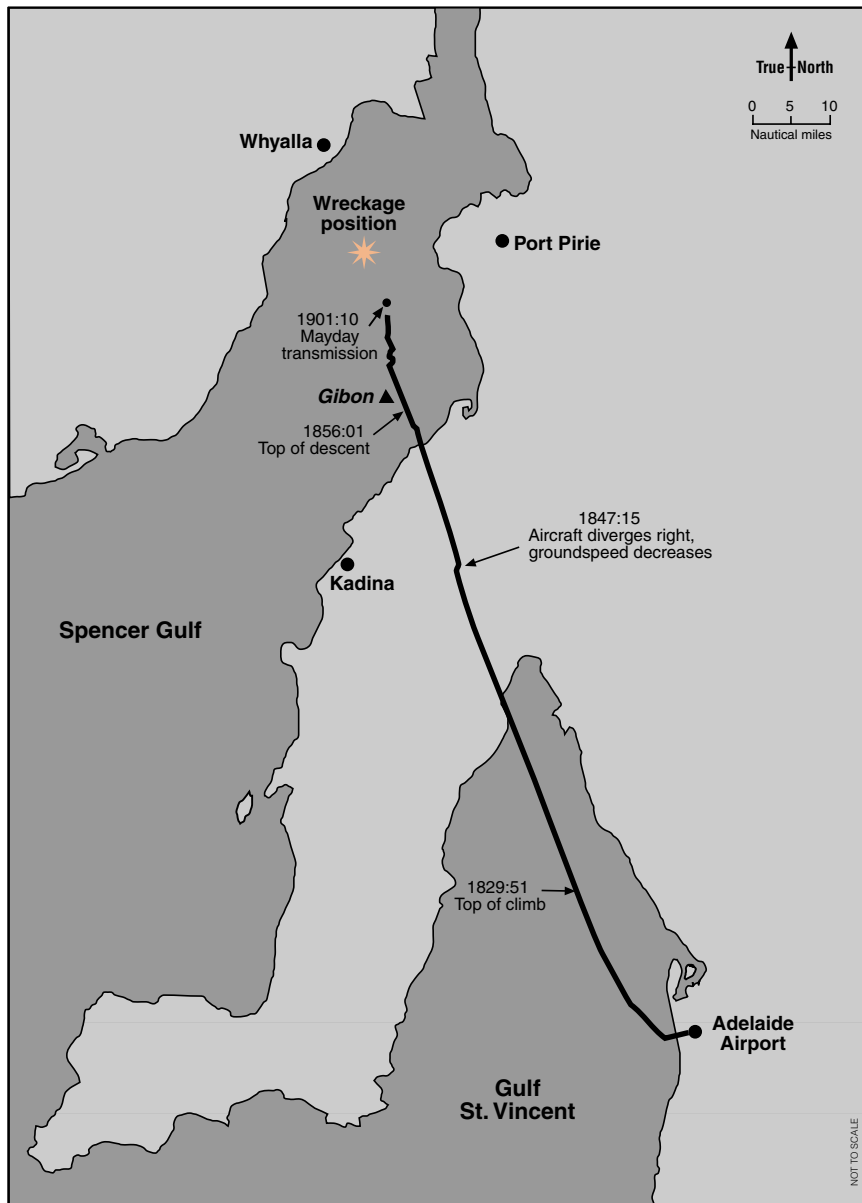 True North
0 5 10
Nautical miles
Whyalla
Wreckage
position
Port Pirie
1901:10
Mayday
transmission
Gibon
1856:01
Top of descent
1847:15
Aircraft diverges right,
groundspeed decreases
Kadina
Spencer Gulf
1829:51
Top of climb
Adelaide
Airport
Gulf
St. Vincent
NOT TO SCALE